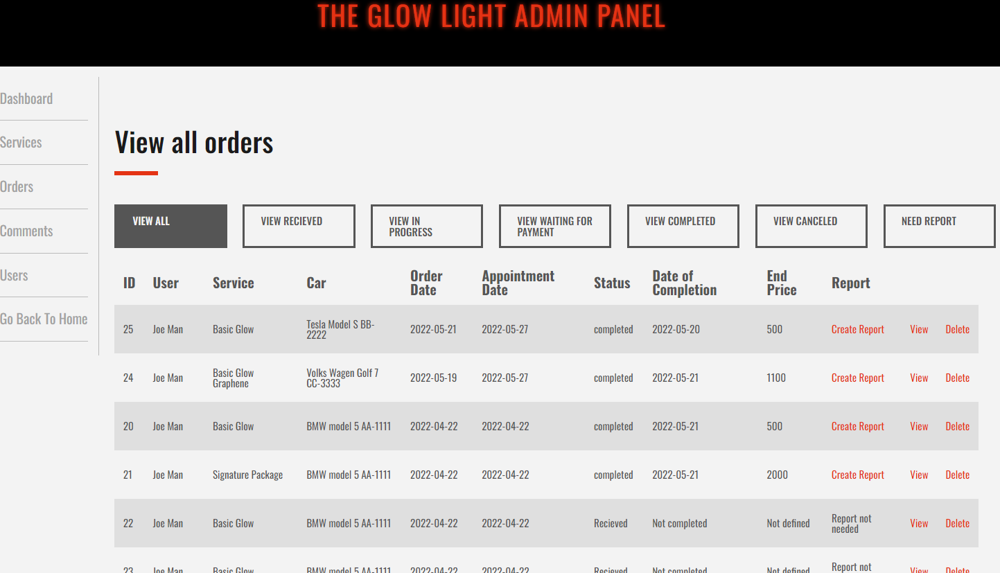 THE GLOW LIGHT ADMIN PANEL
Dashboard
Services
Orders
Comments
Users
Go Back To Home
View all orders
VIEW ALL
VIEW RECIEVED
VIEW IN
PROGRESS
VIEW WAITING FOR
PAYMENT
VIEW COMPLETED
VIEW CANCELED
NEED REPORT
ID User Service Car Order Date Appointment Date Status Date of Completion End Price Report
25 Joe Man Basic Glow Tesla Model S BB-2222 2022-05-21 2022-05-27 completed 2022-05-20 500 Create Report View Delete
24 Joe Man Basic Glow Graphene Volks Wagen Golf 7 CC-3333 2022-05-19 2022-05-27 completed 2022-05-21 1100 Create Report View Delete
20 Joe Man Basic Glow BMW model 5 AA-1111 2022-04-22 2022-04-22 completed 2022-05-21 500 Create Report View Delete
21 Joe Man Signature Package BMW model 5 AA-1111 2022-04-22 2022-04-22 completed 2022-05-21 2000 Create Report View Delete
22 Joe Man Basic Glow BMW model 5 AA-1111 2022-04-22 2022-04-22 Recieved Not completed Not defined Report not needed View Delete
23 Joe Man Basic Glow BMW model 5 AA-1111 2022-04-22 2022-04-22 Recieved Not completed Not defined Report not View Delete